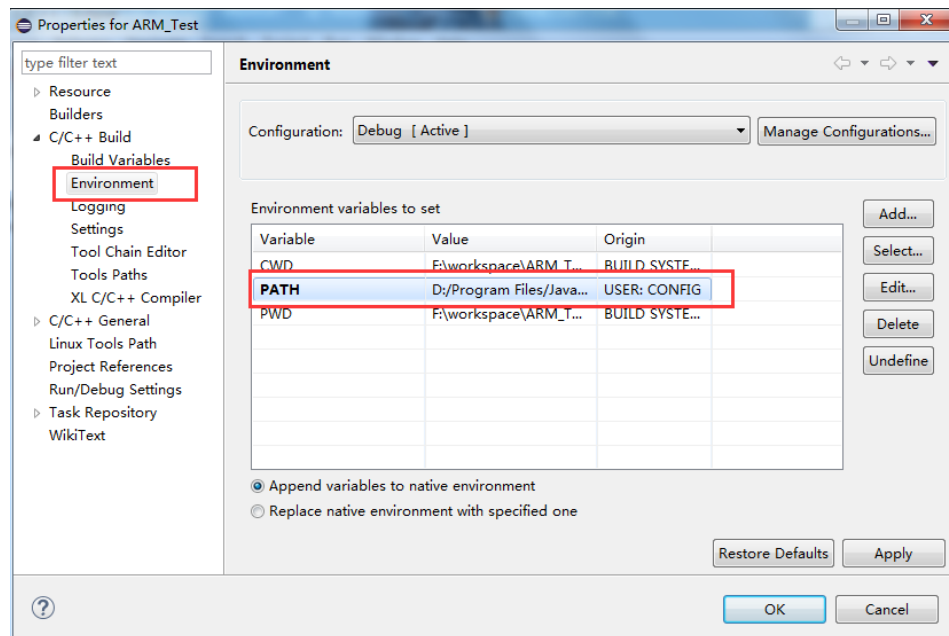 Properties for ARM_Test
type filter text
Resource
Builders
C/C++ Build
Build Variables
Environment
Logging
Settings
Tool Chain Editor
Tools Paths
XL C/C++ Compiler
C/C++ General
Linux Tools Path
Project References
Run/Debug Settings
Task Repository
WikiText
Environment
Configuration: Debug [ Active ] Manage Configurations...
Environment variables to set
Variable Value Origin
CWD F:\workspace\ARM_T... BUILD SYSTE...
PATH D:/Program Files/Java... USER: CONFIG
PWD F:\workspace\ARM_T... BUILD SYSTE...
Add...
Select...
Edit...
Delete
Undefine
Append variables to native environment
Replace native environment with specified one
Restore Defaults Apply
OK Cancel